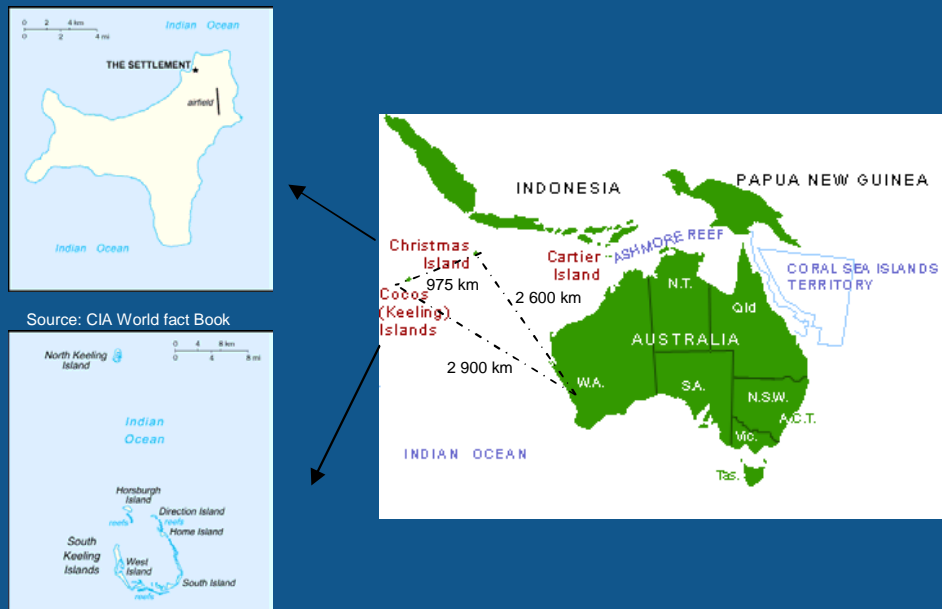 0 2 4 km
0 2 4 mi
Indian Ocean
THE SETTLEMENT
airfield
Indian Ocean
Source: CIA World fact Book
North Keeling
Island
0 4 8 km
0 4 8 mi
Indian
Ocean
Horsburgh
Island
reefs
Direction Island
reefs
Home Island
South
Keeling
Islands
West
Island
South Island
reefs
INDONESIA
PAPUA NEW GUINEA
Christmas
Island
975 km
Cocos
(Keeling)
Islands
Cartier
Island
ASHMORE REEF
CORAL SEA ISLANDS
TERRITORY
2 600 km
2 900 km
N.T.
Qld
AUSTRALIA
W.A.
S.A.
N.S.W.
A.C.T.
Vic.
Tas.
INDIAN OCEAN